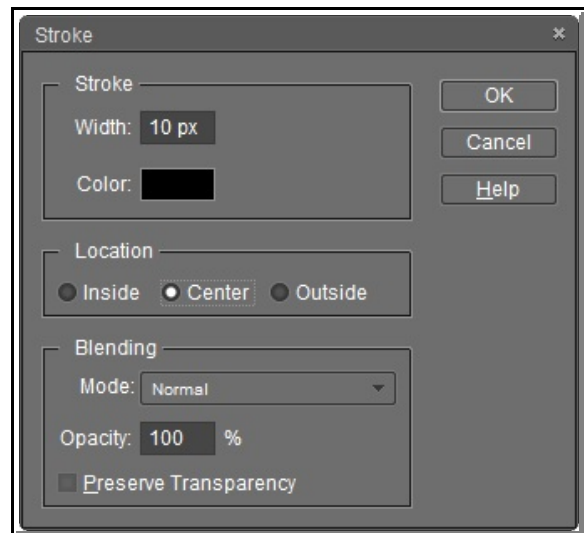 Stroke
Stroke
Width: 10 px
Color:
OK
Cancel
Help
Location
Inside Center Outside
Blending
Mode: Normal
Opacity: 100 %
Preserve Transparency